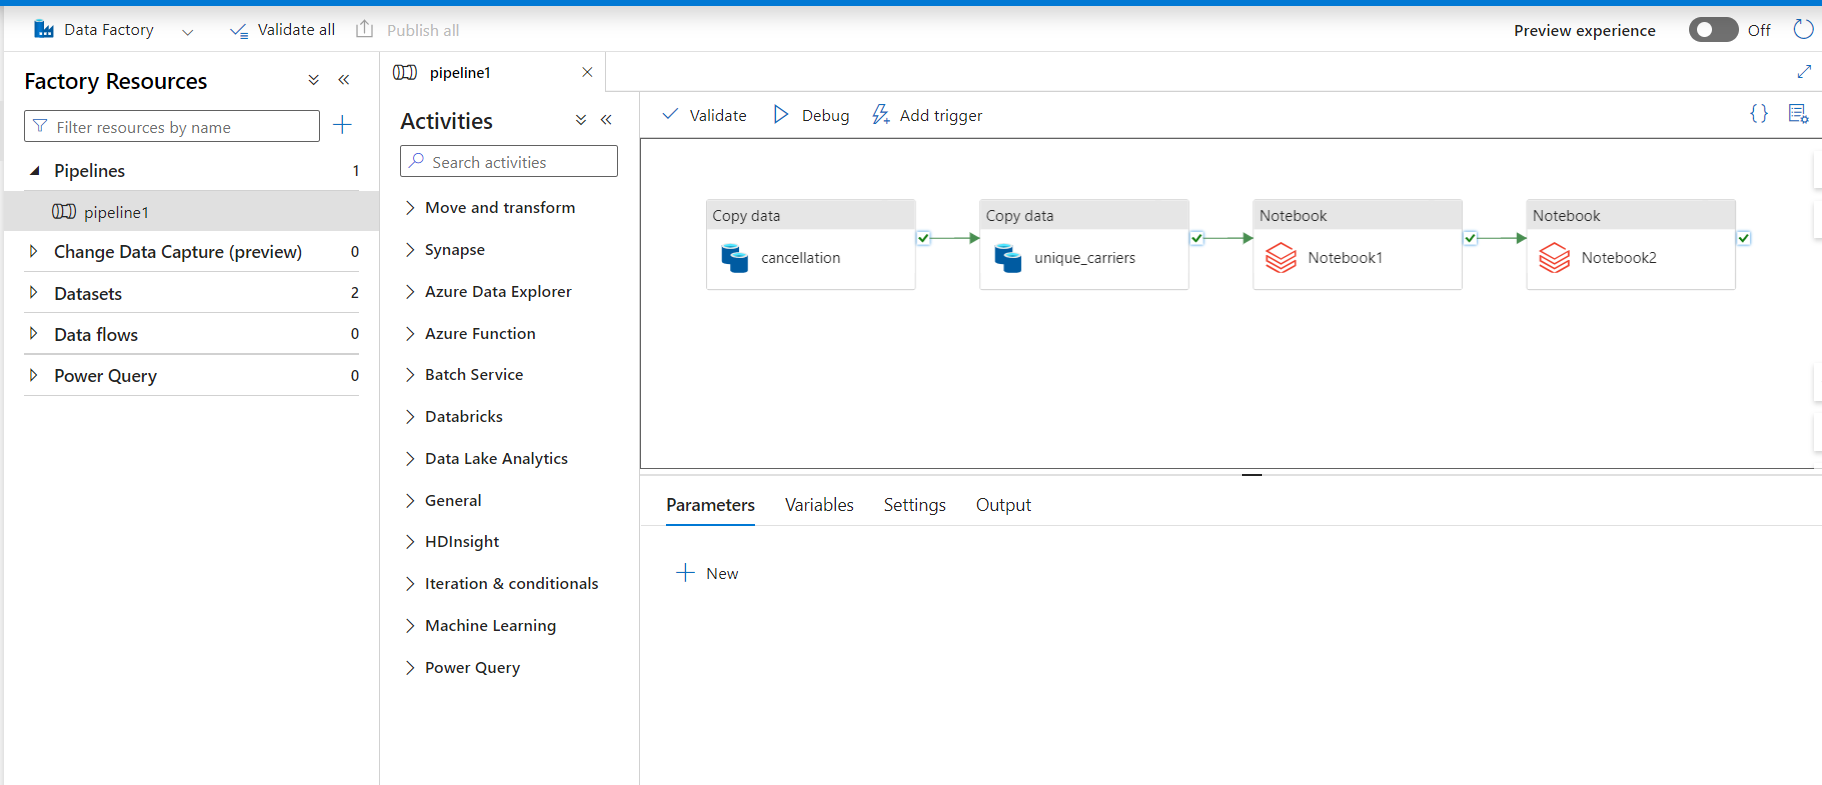 Data Factory
Validate all
Publish all
Preview experience
Off
Factory Resources
Filter resources by name
Pipelines 1
pipeline1
Change Data Capture (preview) 0
Datasets 2
Data flows 0
Power Query 0
pipeline1
Activities
Search activities
Move and transform
Synapse
Azure Data Explorer
Azure Function
Batch Service
Databricks
Data Lake Analytics
General
HDInsight
Iteration & conditionals
Machine Learning
Power Query
Validate
Debug
Add trigger
{}
Copy data
cancellation
Copy data
unique_carriers
Notebook
Notebook1
Notebook
Notebook2
Parameters
Variables
Settings
Output
New